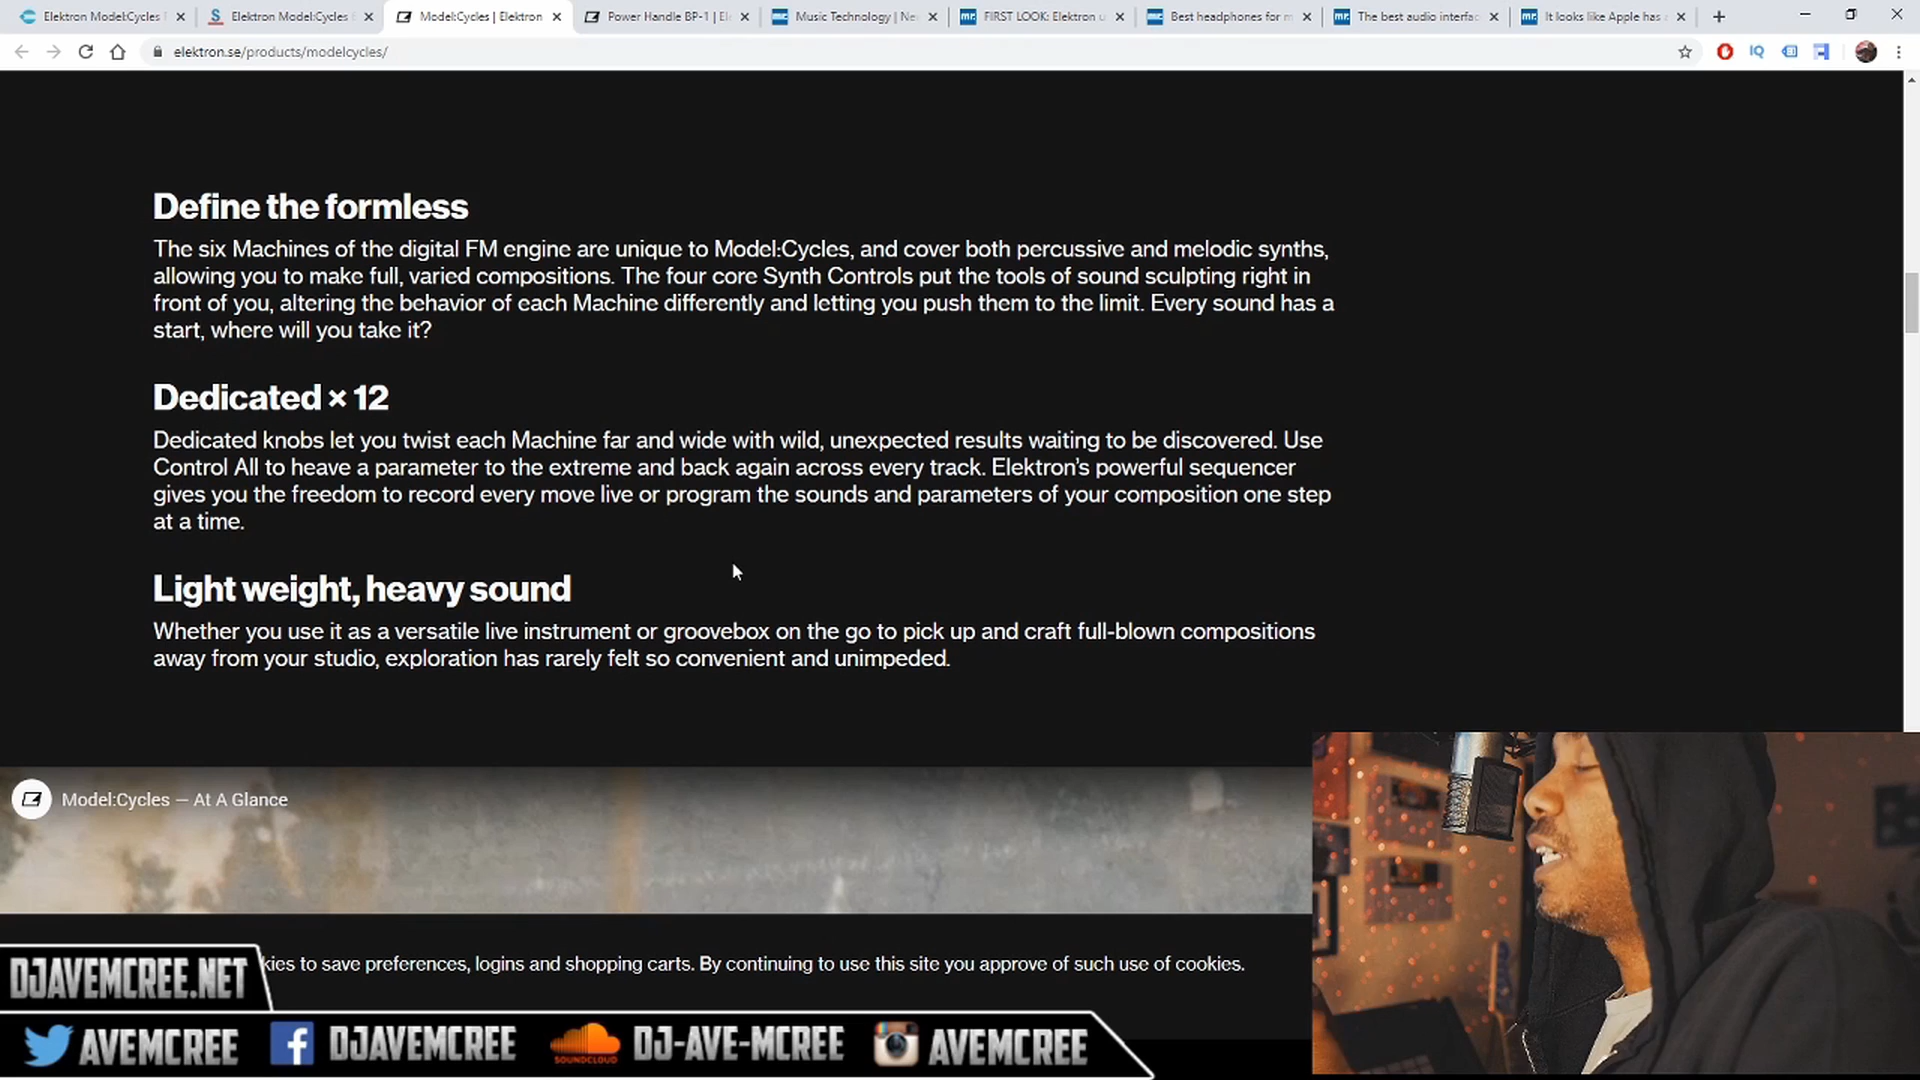 Elektron Model:Cycles
Elektron Model:Cycles
Model:Cycles | Elektron
Power Handle BP-1 | El
Music Technology | Ne
FIRST LOOK: Elektron u
Best headphones for m
The best audio interfac
It looks like Apple has
elektron.se/products/modelcycles/
IQ
Define the formless
The six Machines of the digital FM engine are unique to Model:Cycles, and cover both percussive and melodic synths,
allowing you to make full, varied compositions. The four core Synth Controls put the tools of sound sculpting right in
front of you, altering the behavior of each Machine differently and letting you push them to the limit. Every sound has a
start, where will you take it?
Dedicated × 12
Dedicated knobs let you twist each Machine far and wide with wild, unexpected results waiting to be discovered. Use
Control All to heave a parameter to the extreme and back again across every track. Elektron's powerful sequencer
gives you the freedom to record every move live or program the sounds and parameters of your composition one step
at a time.
Light weight, heavy sound
Whether you use it as a versatile live instrument or groovebox on the go to pick up and craft full-blown compositions
away from your studio, exploration has rarely felt so convenient and unimpeded.
Model:Cycles — At A Glance
kies to save preferences, logins and shopping carts. By continuing to use this site you approve of such use of cookies.
DJAVEMCREE.NET
AVEMCREE
DJAVEMCREE
SOUNDCLOUD
DJ-AVE-MCREE
AVEMCREE